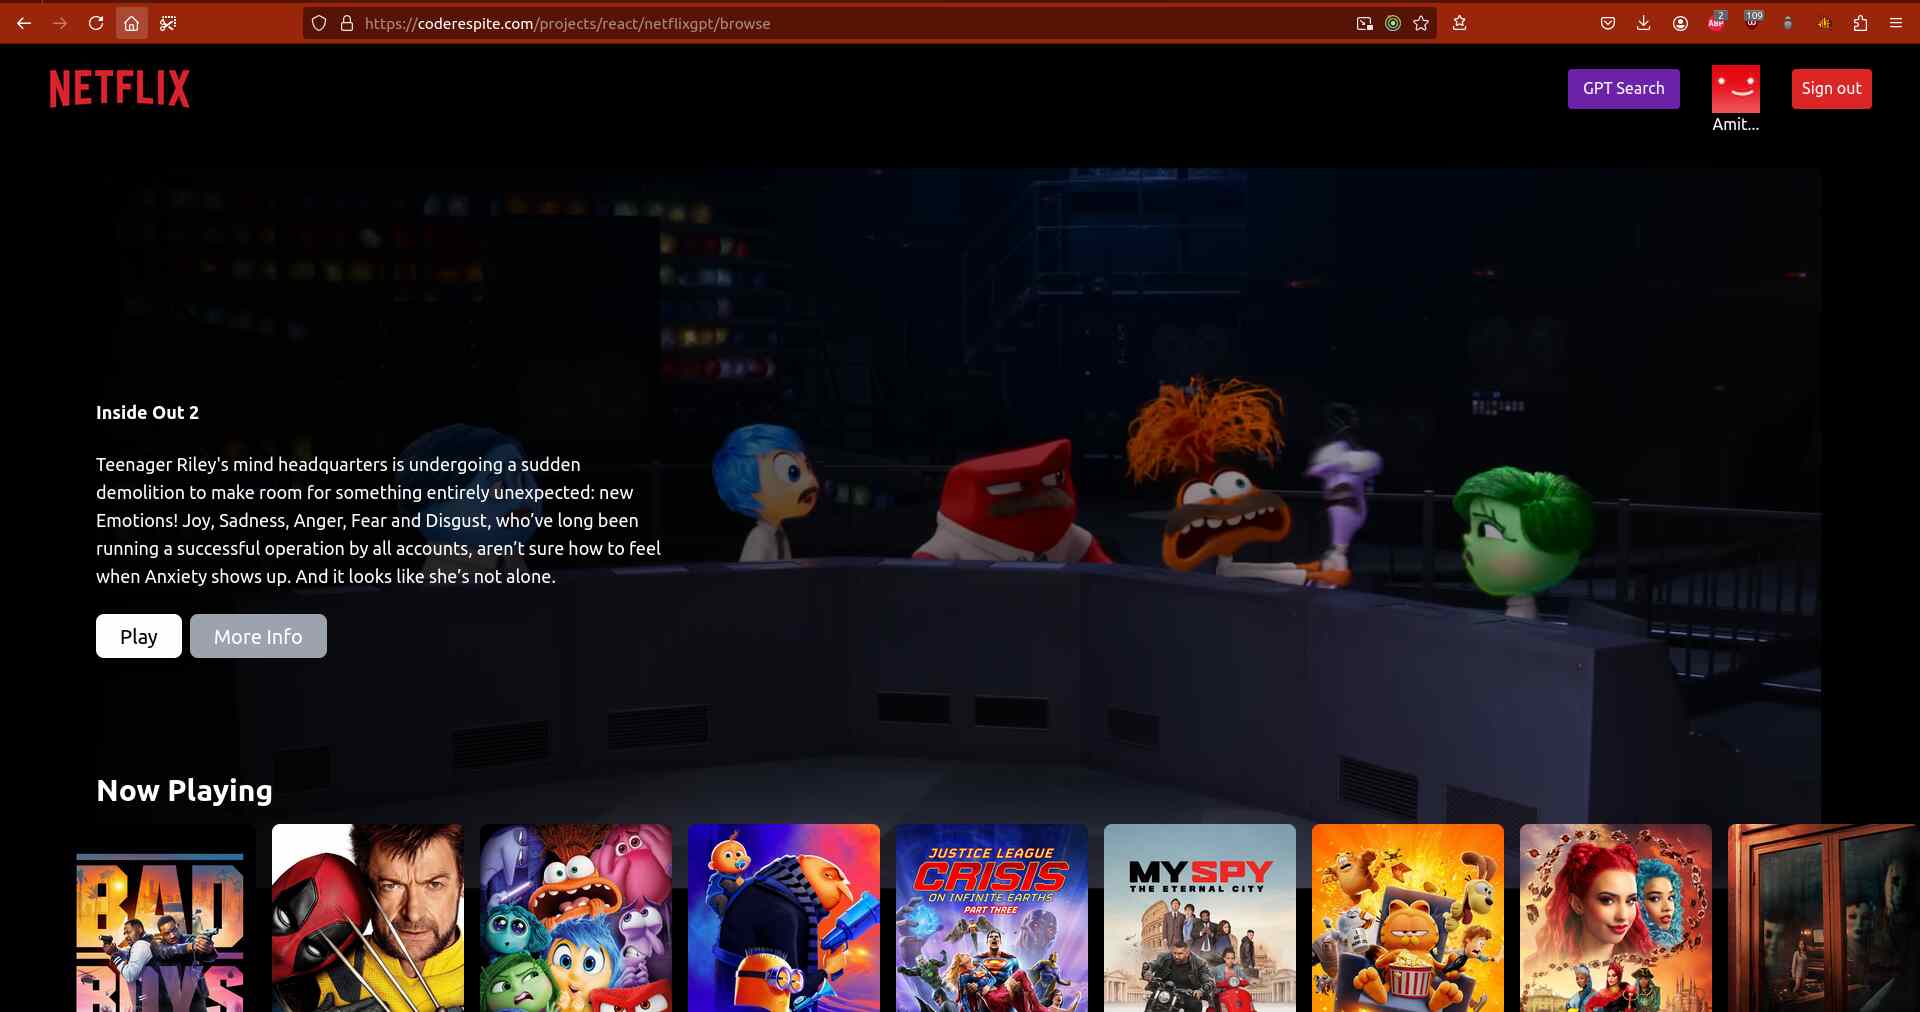 https://coderespite.com/projects/react/netflixgpt/browse
2
109
NETFLIX
GPT Search
Sign out
Amit...
Inside Out 2
Teenager Riley's mind headquarters is undergoing a sudden
demolition to make room for something entirely unexpected: new
Emotions! Joy, Sadness, Anger, Fear and Disgust, who’ve long been
running a successful operation by all accounts, aren’t sure how to feel
when Anxiety shows up. And it looks like she’s not alone.
Play
More Info
Now Playing
BAD
BOYS
JUSTICE LEAGUE
CRISIS
ON INFINITE EARTHS
PART THREE
MY SPY
THE ETERNAL CITY